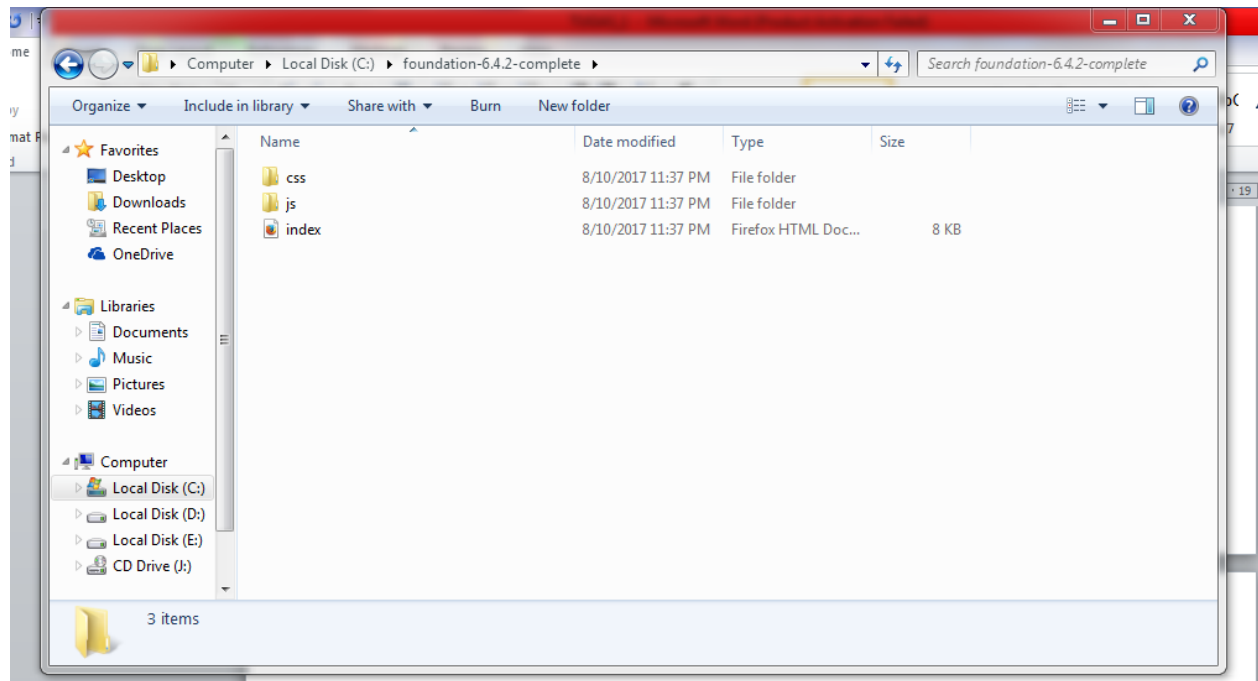 Computer ▸ Local Disk (C:) ▸ foundation-6.4.2-complete ▸
Search foundation-6.4.2-complete
Organize Include in library Share with Burn New folder
Name Date modified Type Size
Favorites
Desktop
Downloads
Recent Places
OneDrive
Libraries
Documents
Music
Pictures
Videos
Computer
Local Disk (C:)
Local Disk (D:)
Local Disk (E:)
CD Drive (J:)
css 8/10/2017 11:37 PM File folder
js 8/10/2017 11:37 PM File folder
index 8/10/2017 11:37 PM Firefox HTML Doc... 8 KB
3 items
19